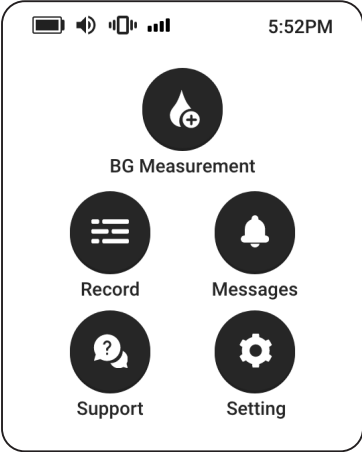 5:52PM
BG Measurement
Record
Messages
?
Support
Setting